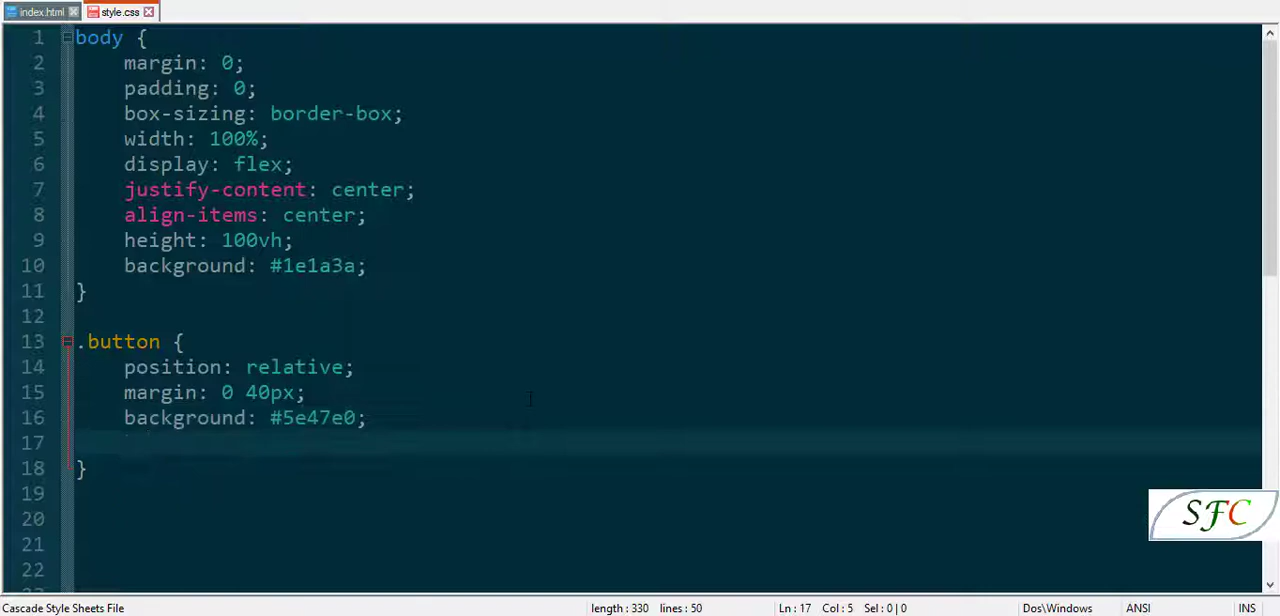 index.html
style.css
1 body {
2 margin: 0;
3 padding: 0;
4 box-sizing: border-box;
5 width: 100%;
6 display: flex;
7 justify-content: center;
8 align-items: center;
9 height: 100vh;
10 background: #1e1a3a;
11 }
12
13 .button {
14 position: relative;
15 margin: 0 40px;
16 background: #5e47e0;
17
18 }
19
20
21
22
SFC
Cascade Style Sheets File length : 330 lines : 50 Ln : 17 Col : 5 Sel : 0 | 0 Dos\Windows ANSI INS